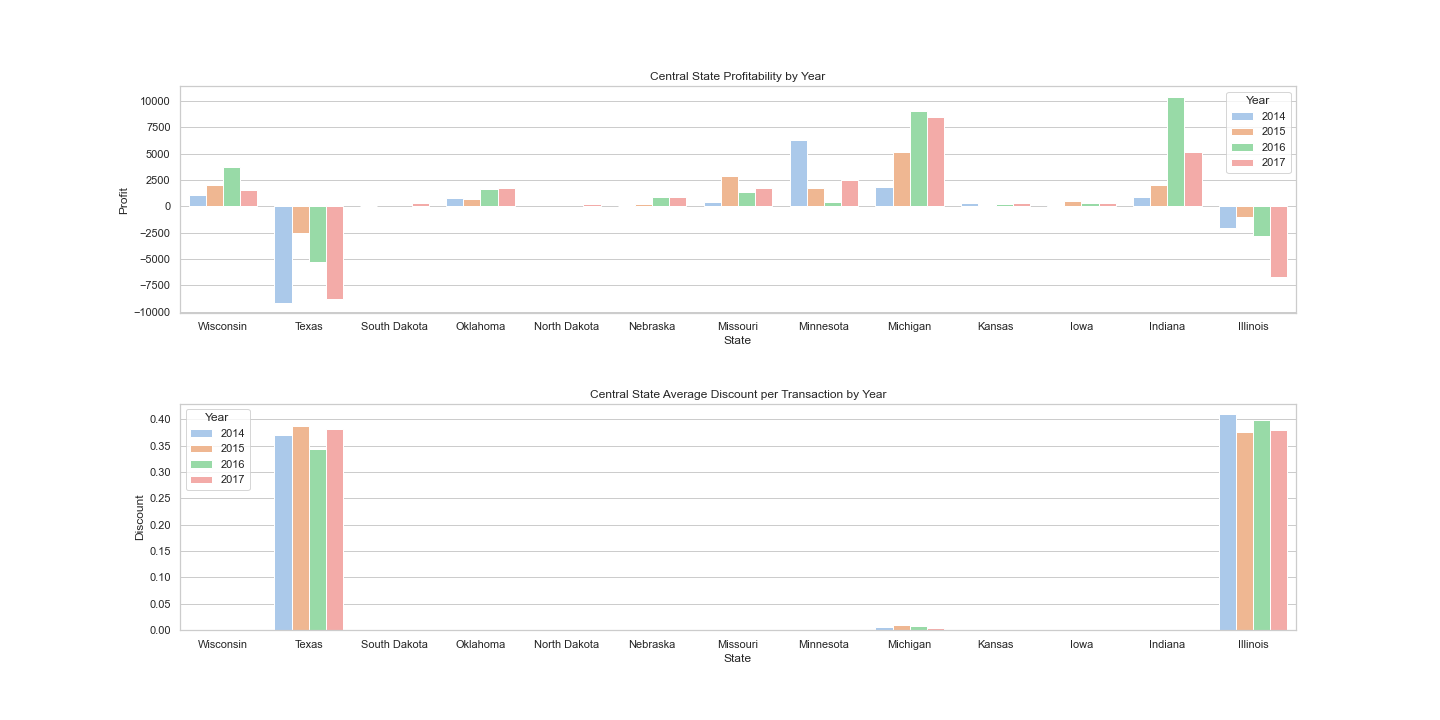 Central State Profitability by Year
Profit
10000
7500
5000
2500
0
−2500
−5000
−7500
−10000
Year
2014
2015
2016
2017
Wisconsin Texas South Dakota Oklahoma North Dakota Nebraska Missouri Minnesota Michigan Kansas Iowa Indiana Illinois
State
Central State Average Discount per Transaction by Year
Discount
0.40
0.35
0.30
0.25
0.20
0.15
0.10
0.05
0.00
Year
2014
2015
2016
2017
Wisconsin Texas South Dakota Oklahoma North Dakota Nebraska Missouri Minnesota Michigan Kansas Iowa Indiana Illinois
State